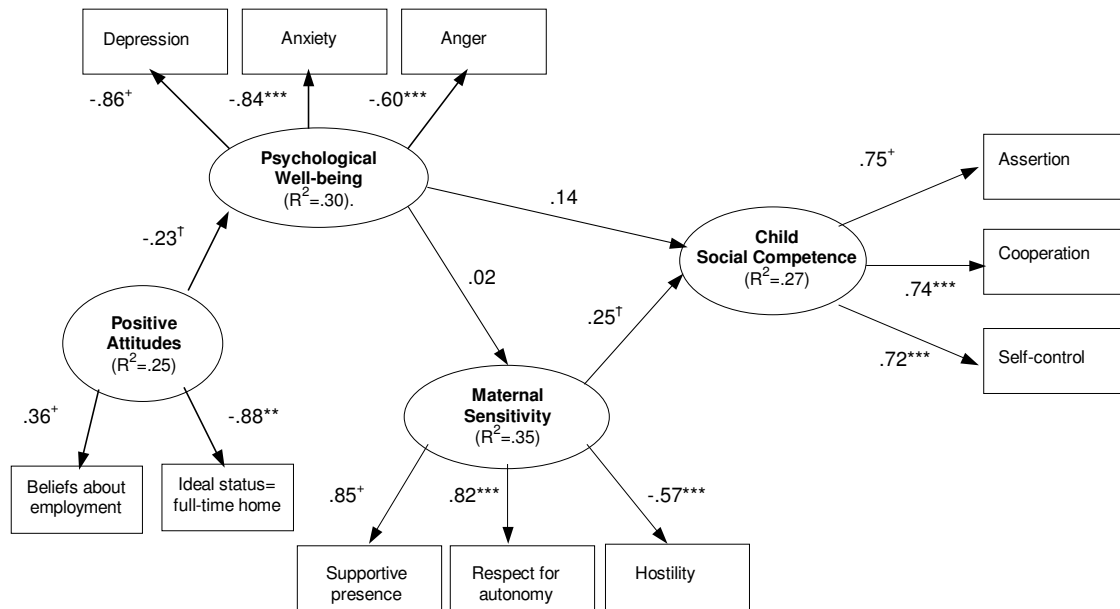 Depression
Anxiety
Anger
-.86+
-.84***
-.60***
Psychological
Well-being
(R2=.30).
.14
.75+
Assertion
-.23†
.02
Child
Social Competence
(R2=.27)
Cooperation
.74***
Positive
Attitudes
(R2=.25)
.25†
.72***
Self-control
.36+
-.88**
Maternal
Sensitivity
(R2=.35)
Beliefs about
employment
Ideal status=
full-time home
.85+
.82***
-.57***
Supportive
presence
Respect for
autonomy
Hostility